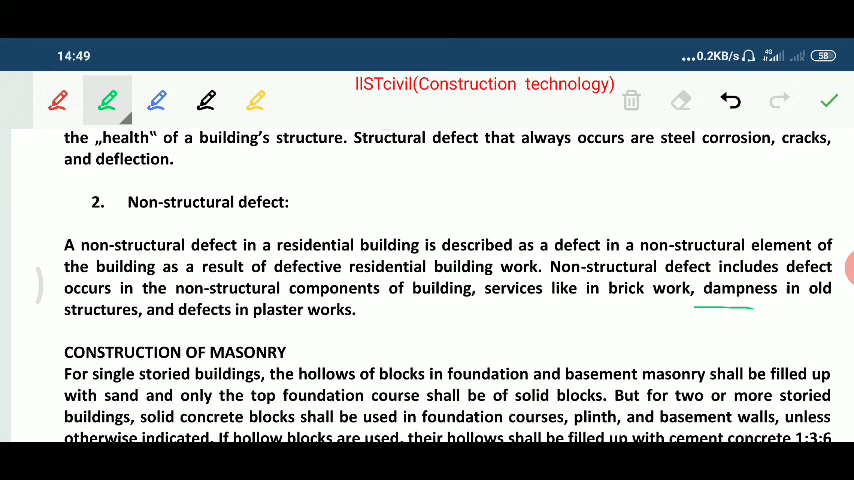 14:49
...0.2KB/s 4G 58
IISTcivil(Construction technology)
the „health‟ of a building's structure. Structural defect that always occurs are steel corrosion, cracks,
and deflection.
2. Non-structural defect:
A non-structural defect in a residential building is described as a defect in a non-structural element of
the building as a result of defective residential building work. Non-structural defect includes defect
occurs in the non-structural components of building, services like in brick work, dampness in old
structures, and defects in plaster works.
CONSTRUCTION OF MASONRY
For single storied buildings, the hollows of blocks in foundation and basement masonry shall be filled up
with sand and only the top foundation course shall be of solid blocks. But for two or more storied
buildings, solid concrete blocks shall be used in foundation courses, plinth, and basement walls, unless
otherwise indicated. If hollow blocks are used, their hollows shall be filled up with cement concrete 1:3:6